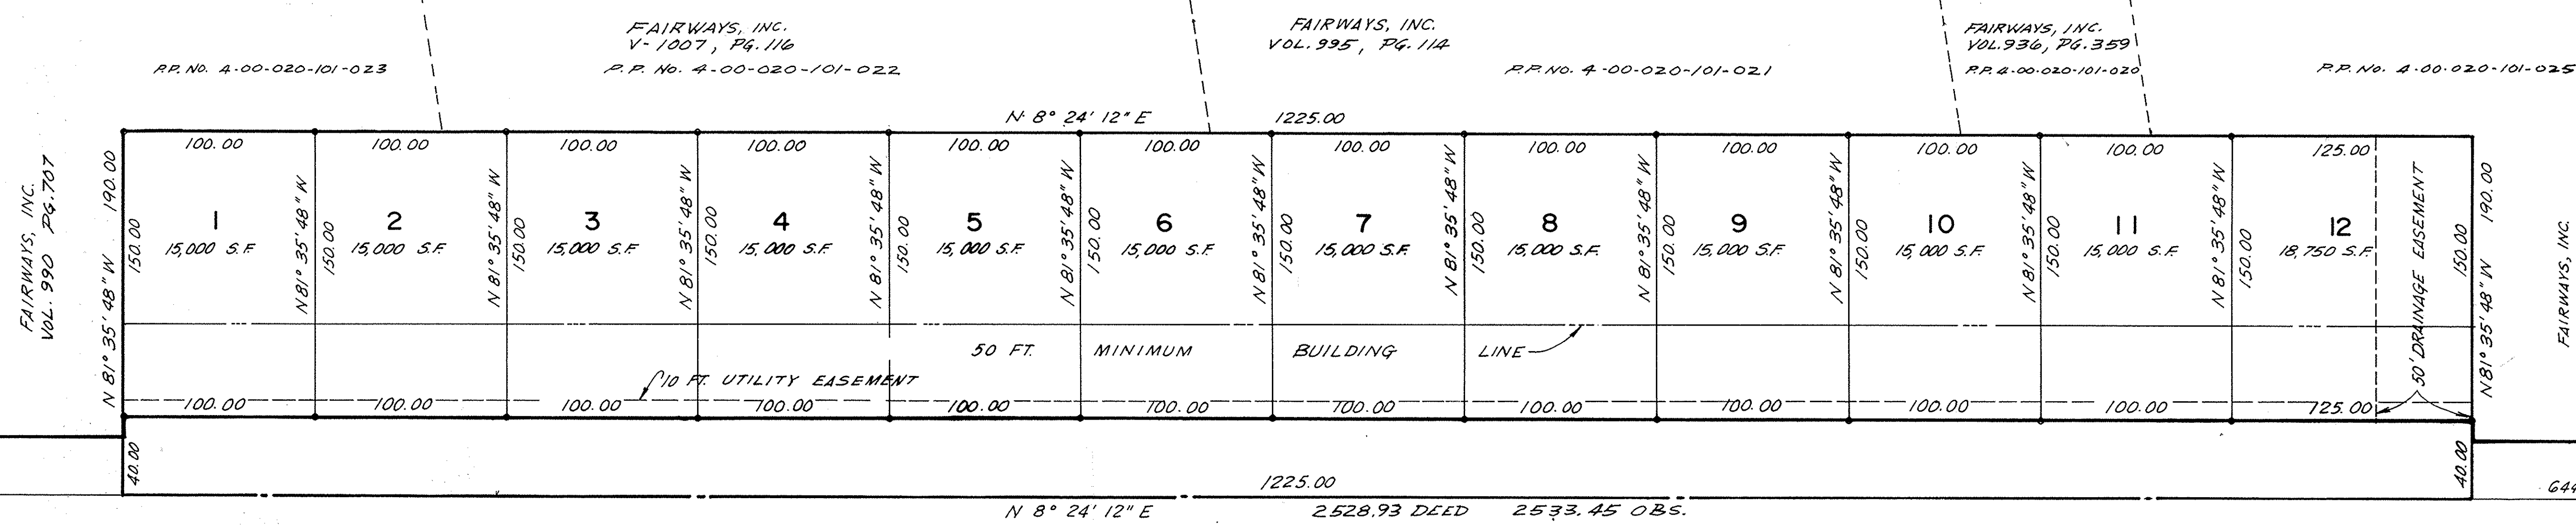 FAIRWAYS, INC.
V-1007, PG. 116
FAIRWAYS, INC.
VOL. 995, PG. 114
FAIRWAYS, INC.
VOL. 936, PG. 359
P.P. NO. 4-00-020-101-023
P.P. No. 4-00-020-101-022
P.P. NO. 4-00-020-101-021
P.P. 4-00-020-101-020
P.P. No. 4-00-020-101-025
N 8° 24' 12" E 1225.00
100.00 100.00 100.00 100.00 100.00 100.00 100.00 100.00 100.00 100.00 100.00 125.00
FAIRWAYS, INC.
VOL. 990 PG. 707
N 81° 35' 48" W 190.00
150.00
1
15,000 S.F.
N 81° 35' 48" W
150.00
2
15,000 S.F.
N 81° 35' 48" W
150.00
3
15,000 S.F.
N 81° 35' 48" W
150.00
4
15,000 S.F.
N 81° 35' 48" W
150.00
5
15,000 S.F.
N 81° 35' 48" W
150.00
6
15,000 S.F.
N 81° 35' 48" W
150.00
7
15,000 S.F.
N 81° 35' 48" W
150.00
8
15,000 S.F.
N 81° 35' 48" W
150.00
9
15,000 S.F.
N 81° 35' 48" W
150.00
10
15,000 S.F.
N 81° 35' 48" W
150.00
11
15,000 S.F.
N 81° 35' 48" W
150.00
12
18,750 S.F.
50' DRAINAGE EASEMENT
150.00
N 81° 35' 48" W 190.00
FAIRWAYS, INC.
50 FT. MINIMUM BUILDING LINE
10 FT. UTILITY EASEMENT
100.00 100.00 100.00 100.00 100.00 100.00 100.00 100.00 100.00 100.00 100.00 125.00
40.00
40.00
1225.00
644
N 8° 24' 12" E 2528.93 DEED 2533.45 OBS.